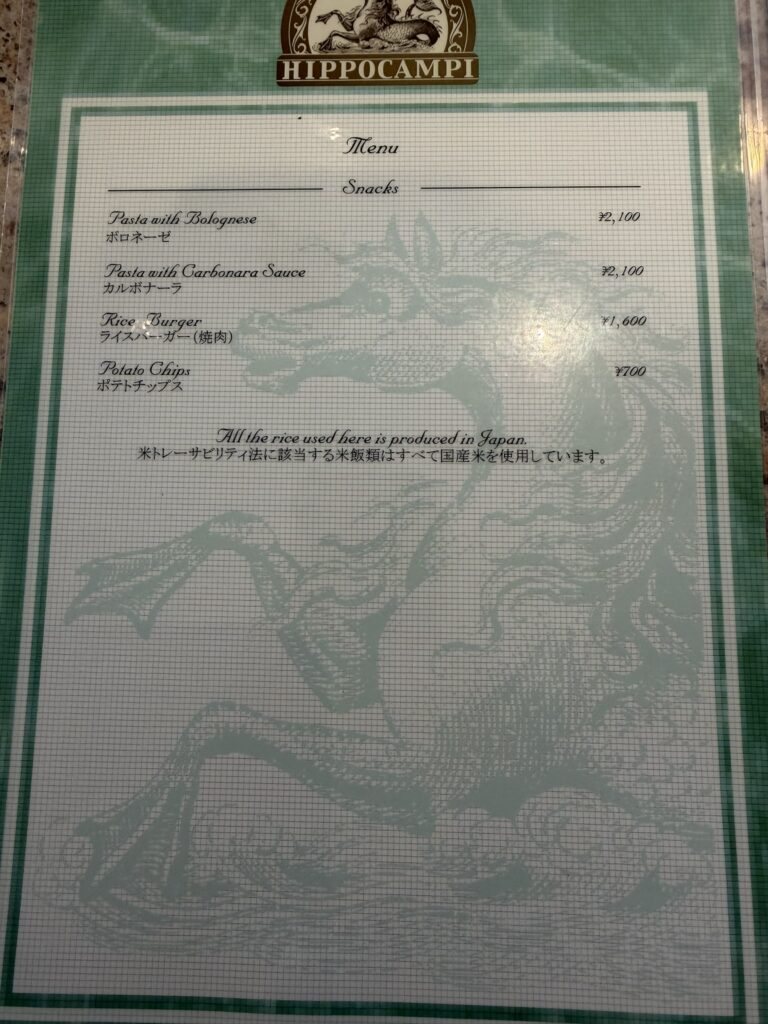 HIPPOCAMPI
Menu
Snacks
Pasta with Bolognese ¥2,100
ボロネーゼ
Pasta with Carbonara Sauce ¥2,100
カルボナーラ
Rice Burger ¥1,600
ライスバーガー(焼肉)
Potato Chips ¥700
ポテトチップス
All the rice used here is produced in Japan.
米トレーサビリティ法に該当する米飯類はすべて国産米を使用しています。